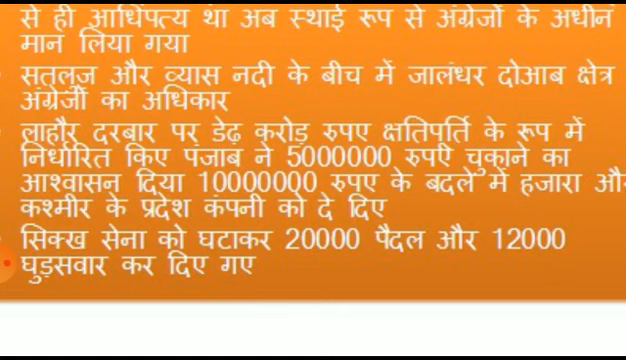 से ही आधिपत्य था अब स्थाई रूप से अंग्रेजों के अधीन
मान लिया गया
सतलुज और व्यास नदी के बीच में जालंधर दोआब क्षेत्र
अंग्रेजों का अधिकार
लाहौर दरबार पर डेढ़ करोड़ रुपए क्षतिपूर्ति के रूप में
निर्धारित किए पंजाब ने 5000000 रुपए चुकाने का
आश्वासन दिया 10000000 रुपए के बदले में हजारा और
कश्मीर के प्रदेश कंपनी को दे दिए
सिक्ख सेना को घटाकर 20000 पैदल और 12000
घुड़सवार कर दिए गए